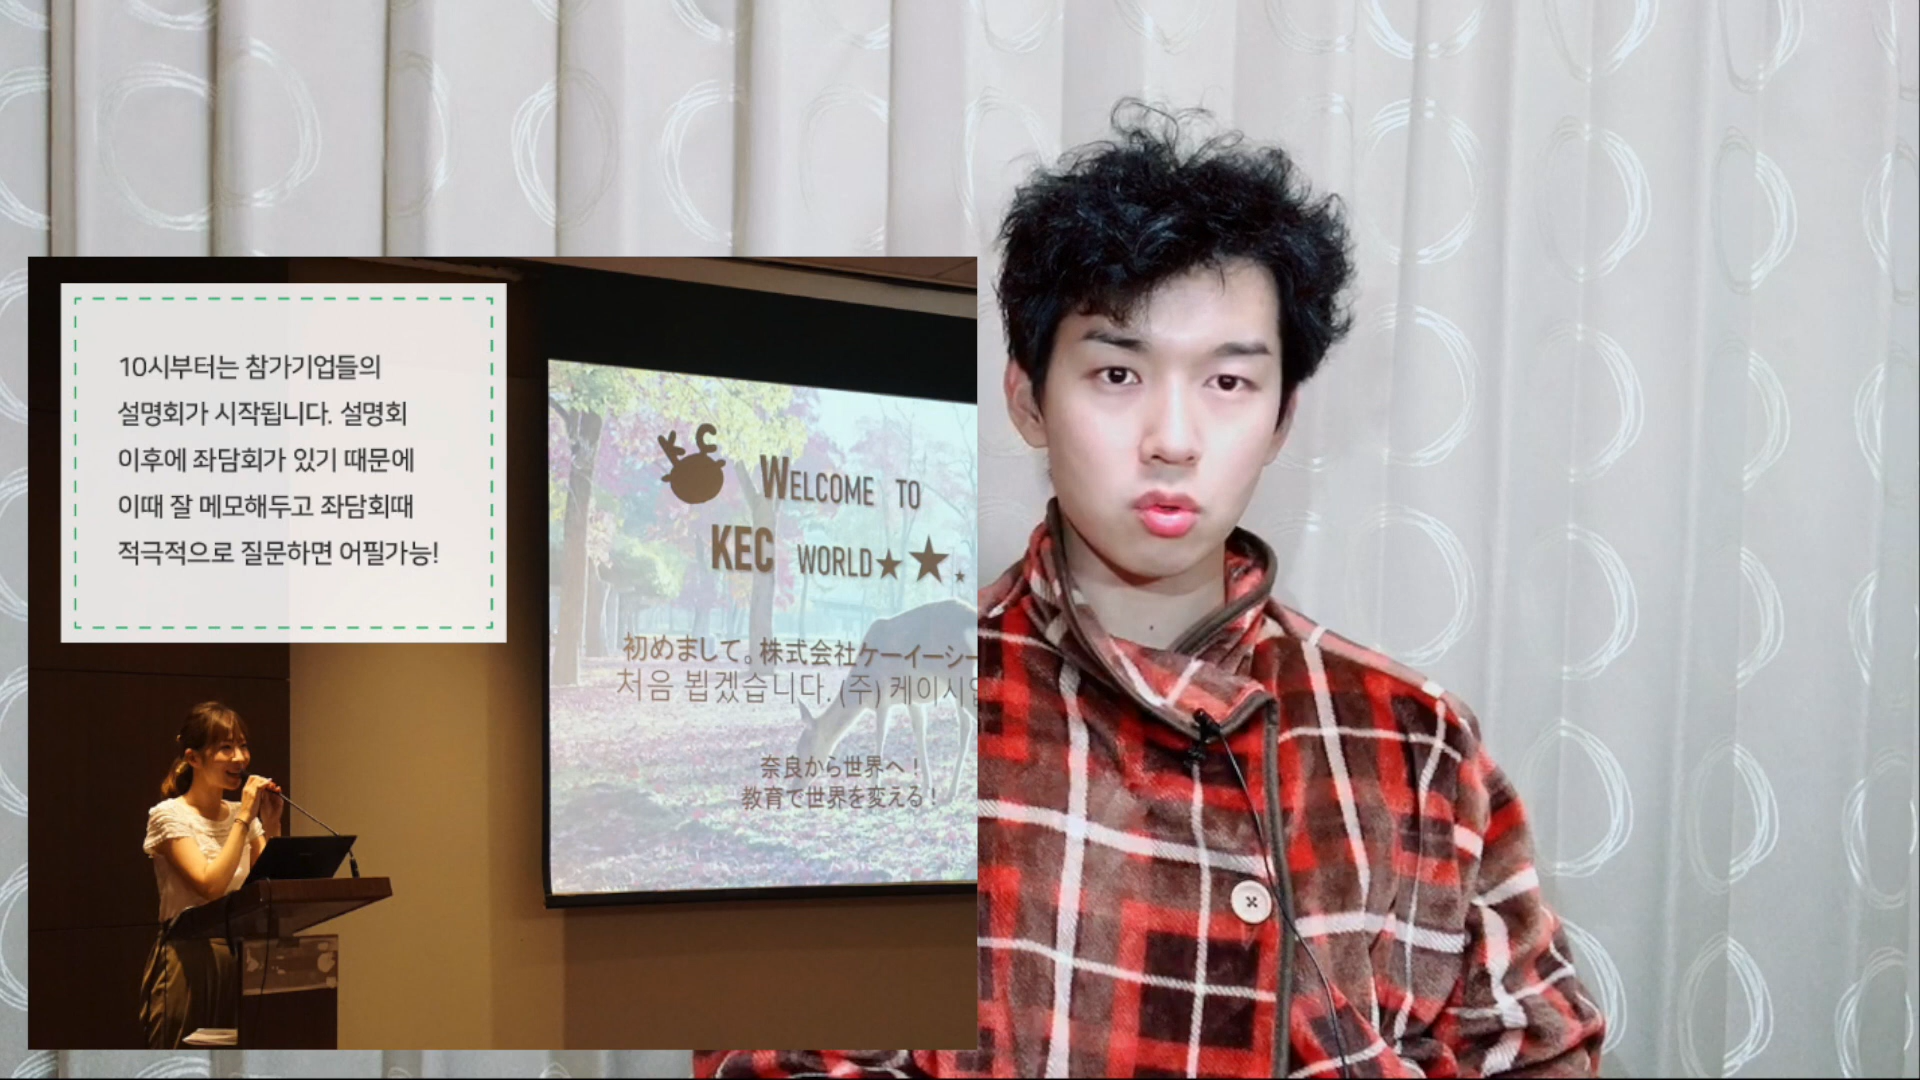 10시부터는 참가기업들의
설명회가 시작됩니다. 설명회
이후에 좌담회가 있기 때문에
이때 잘 메모해두고 좌담회때
적극적으로 질문하면 어필가능!
KC
WELCOME TO
KEC WORLD★★★
初めまして。株式会社ケーイーシー
처음 뵙겠습니다. (주) 케이시
奈良から世界へ！
教育で世界を変える！